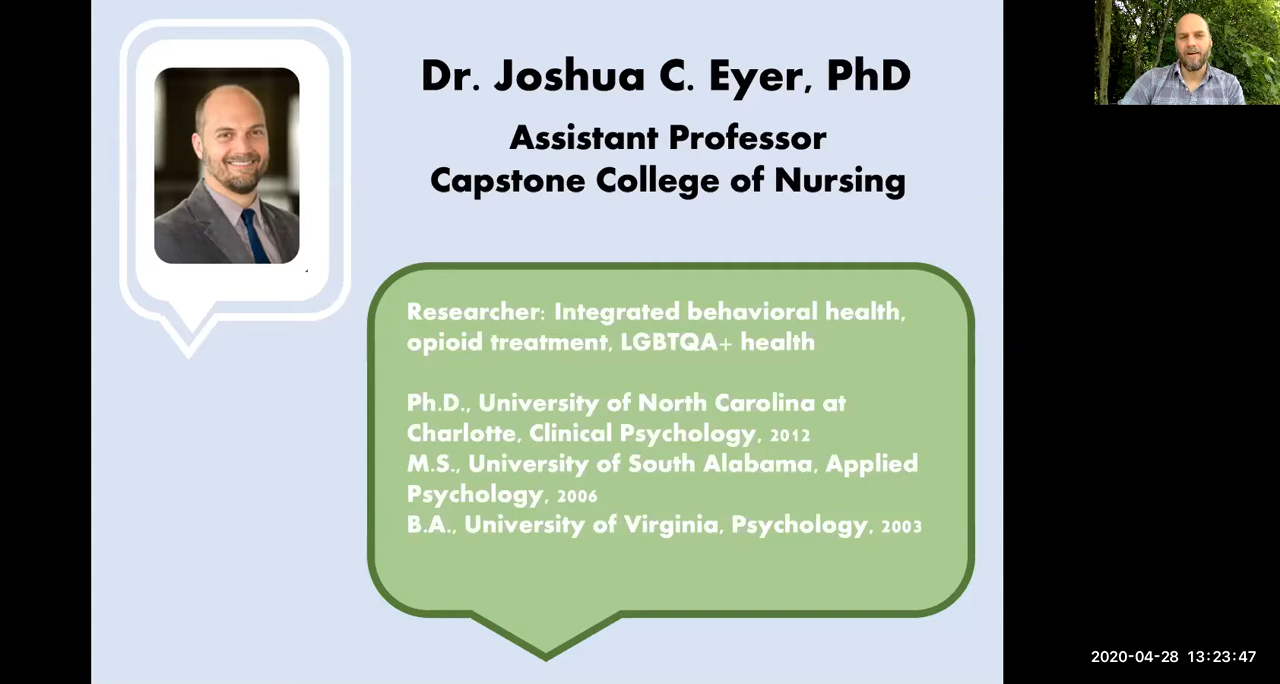 Dr. Joshua C. Eyer, PhD
Assistant Professor
Capstone College of Nursing
Researcher: Integrated behavioral health,
opioid treatment, LGBTQA+ health
Ph.D., University of North Carolina at
Charlotte, Clinical Psychology, 2012
M.S., University of South Alabama, Applied
Psychology, 2006
B.A., University of Virginia, Psychology, 2003
2020-04-28 13:23:47